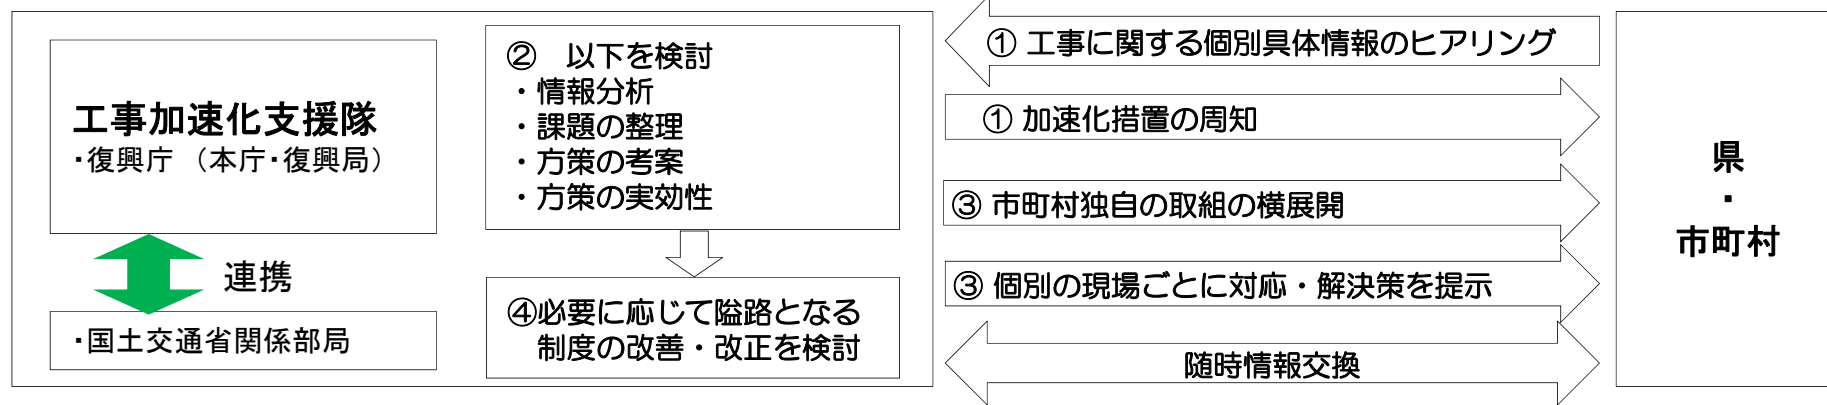 工事加速化支援隊
・復興庁 （本庁・復興局）
連携
・国土交通省関係部局
②　以下を検討
・情報分析
・課題の整理
・方策の考案
・方策の実効性
④必要に応じて隘路となる
制度の改善・改正を検討
① 工事に関する個別具体情報のヒアリング
① 加速化措置の周知
③ 市町村独自の取組の横展開
③ 個別の現場ごとに対応・解決策を提示
随時情報交換
県
・
市町村